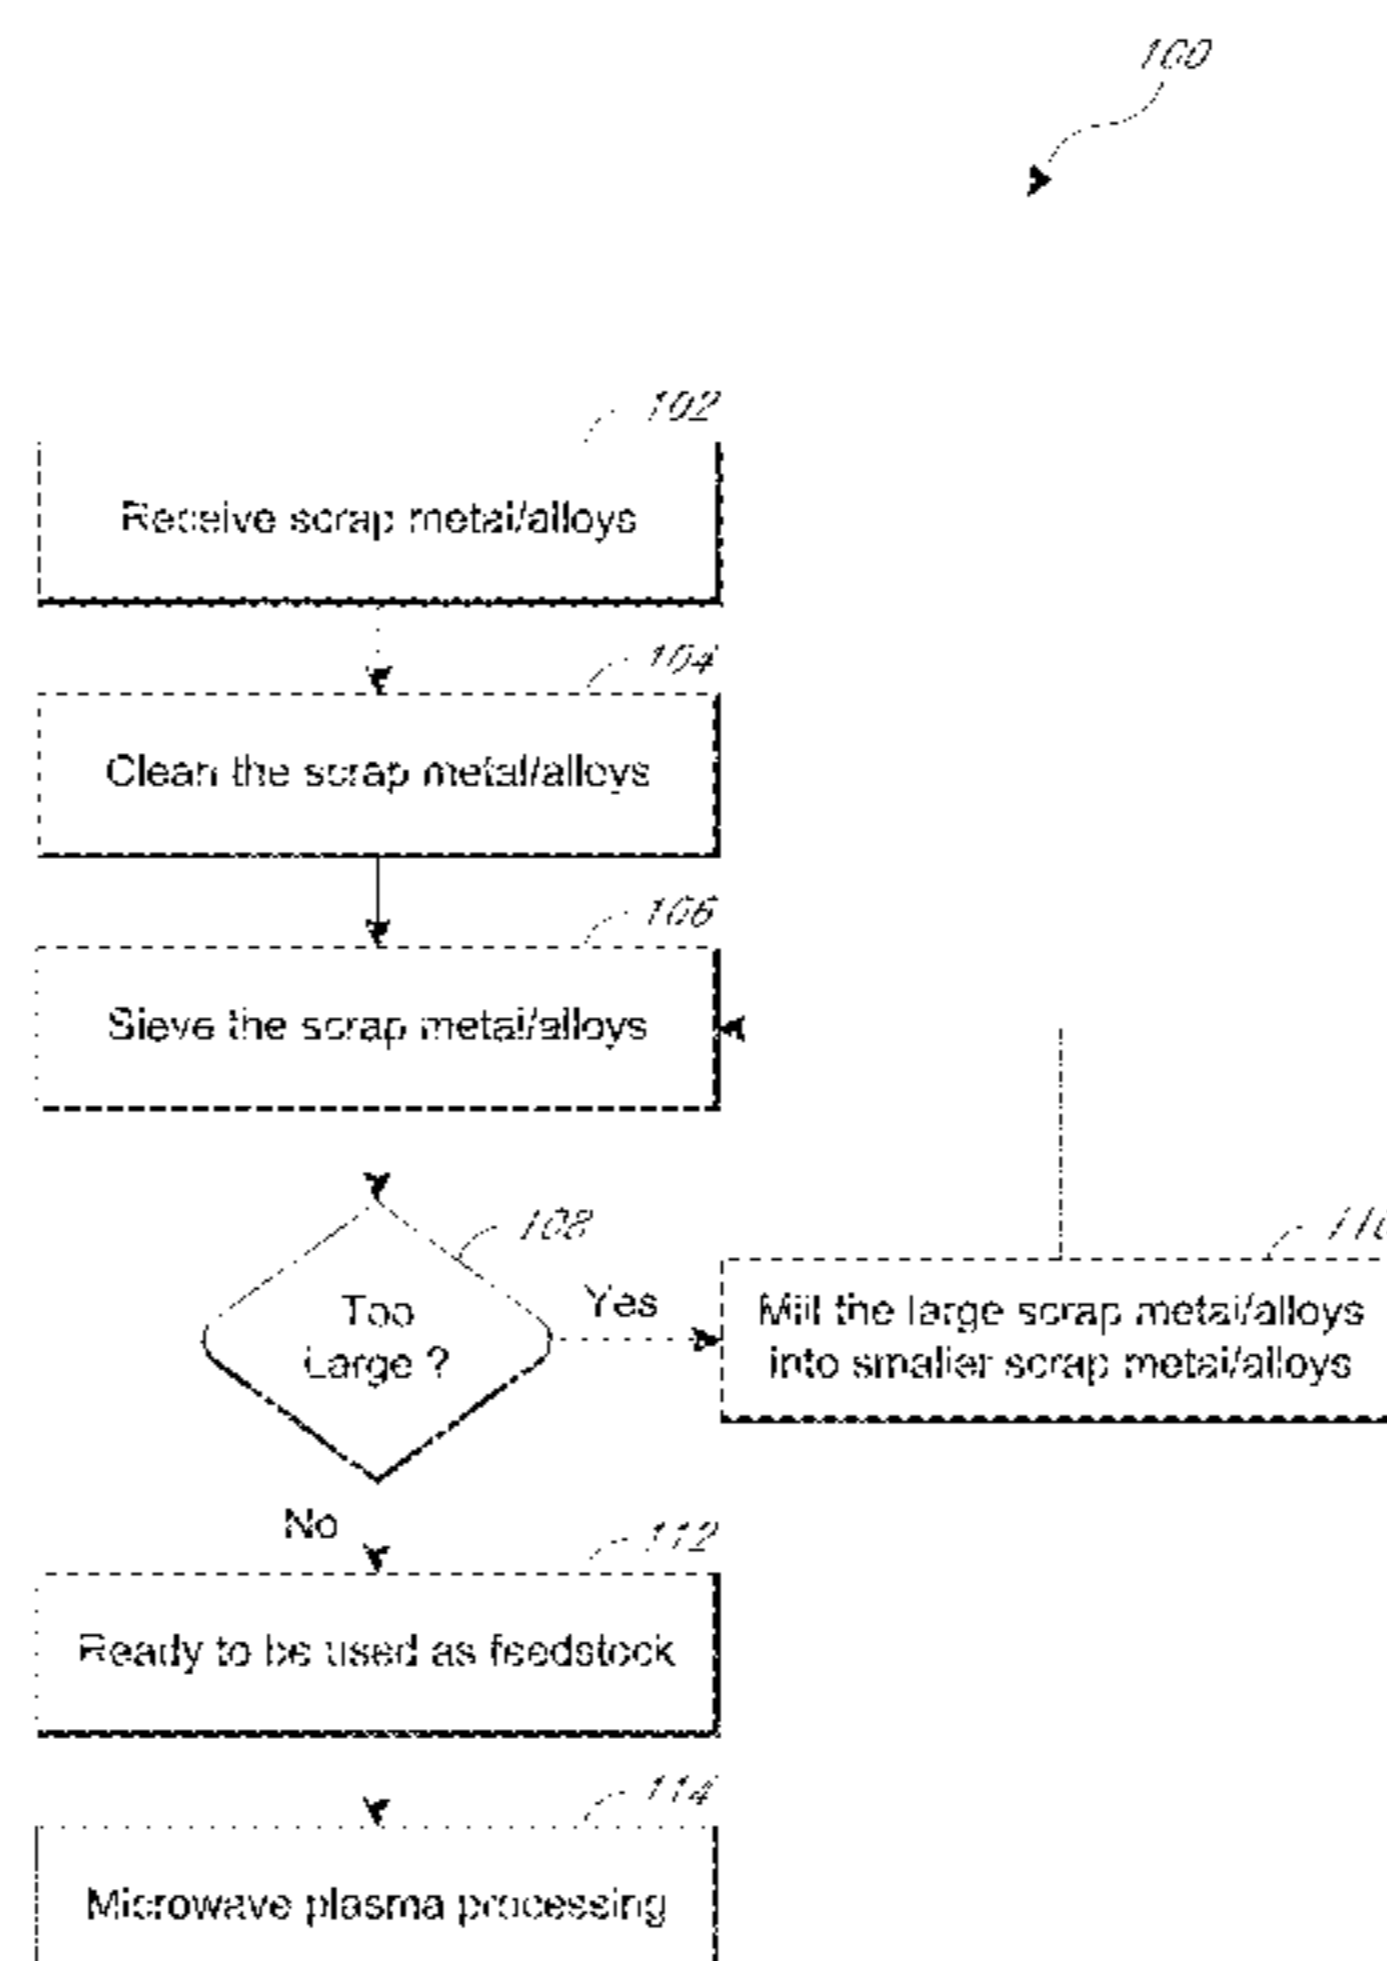 100
102
Receive scrap metal/alloys
104
Clean the scrap metal/alloys
106
Sieve the scrap metal/alloys
108
Too
Large ?
Yes
110
Mill the large scrap metal/alloys
into smaller scrap metal/alloys
No
112
Ready to be used as feedstock
114
Microwave plasma processing